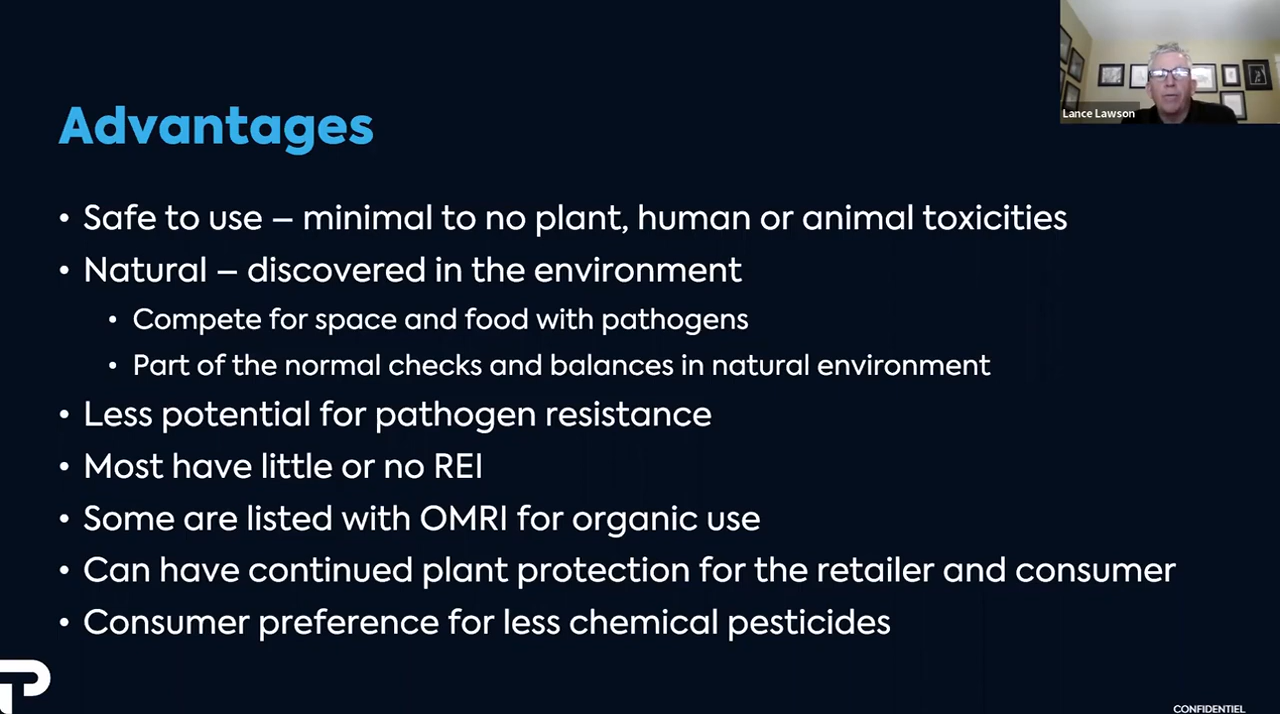 Lance Lawson
Advantages
• Safe to use – minimal to no plant, human or animal toxicities
• Natural – discovered in the environment
• Compete for space and food with pathogens
• Part of the normal checks and balances in natural environment
• Less potential for pathogen resistance
• Most have little or no REI
• Some are listed with OMRI for organic use
• Can have continued plant protection for the retailer and consumer
• Consumer preference for less chemical pesticides
CONFIDENTIEL